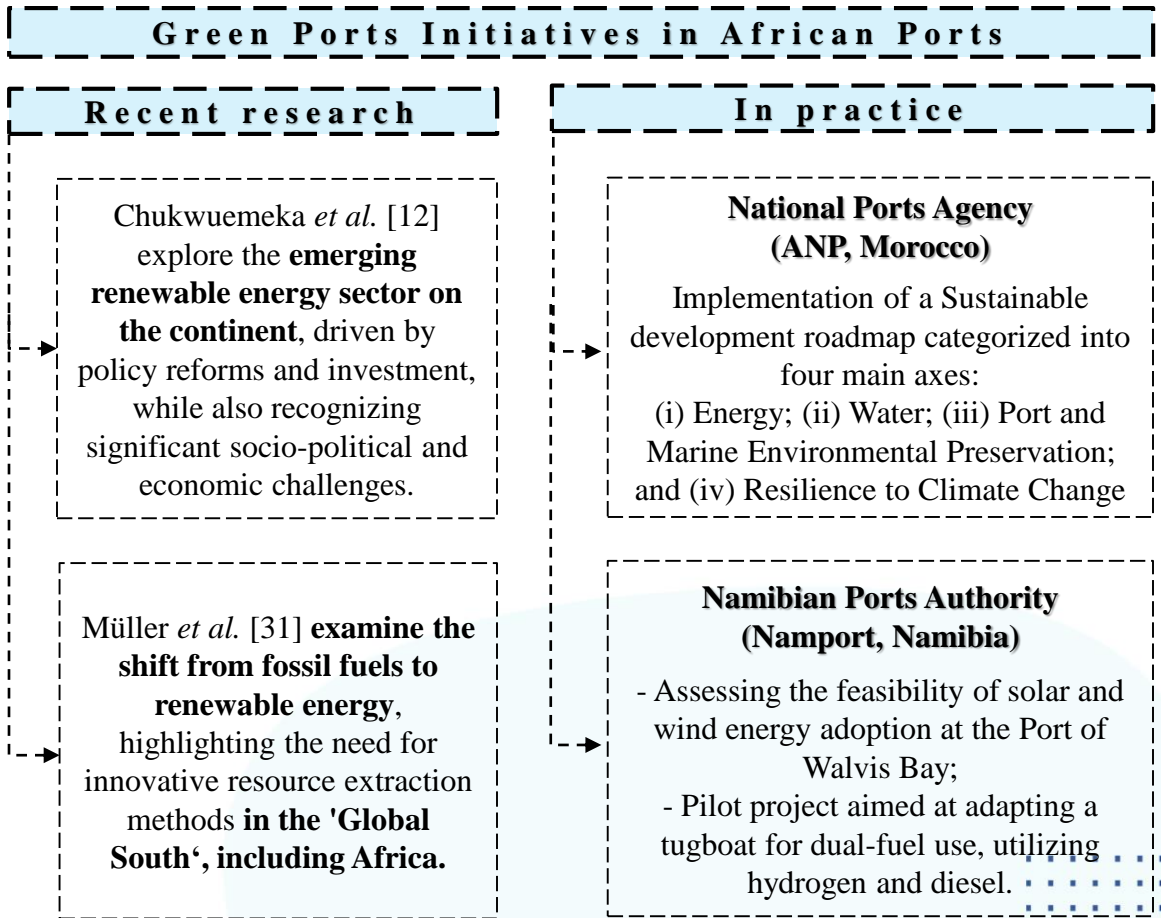 Green Ports Initiatives in African Ports
Recent research
Chukwuemeka et al. [12]
explore the emerging
renewable energy sector on
the continent, driven by
policy reforms and investment,
while also recognizing
significant socio-political and
economic challenges.
Müller et al. [31] examine the
shift from fossil fuels to
renewable energy,
highlighting the need for
innovative resource extraction
methods in the 'Global
South‘, including Africa.
In practice
National Ports Agency
(ANP, Morocco)
Implementation of a Sustainable
development roadmap categorized into
four main axes:
(i) Energy; (ii) Water; (iii) Port and
Marine Environmental Preservation;
and (iv) Resilience to Climate Change
Namibian Ports Authority
(Namport, Namibia)
- Assessing the feasibility of solar and
wind energy adoption at the Port of
Walvis Bay;
- Pilot project aimed at adapting a
tugboat for dual-fuel use, utilizing
hydrogen and diesel.